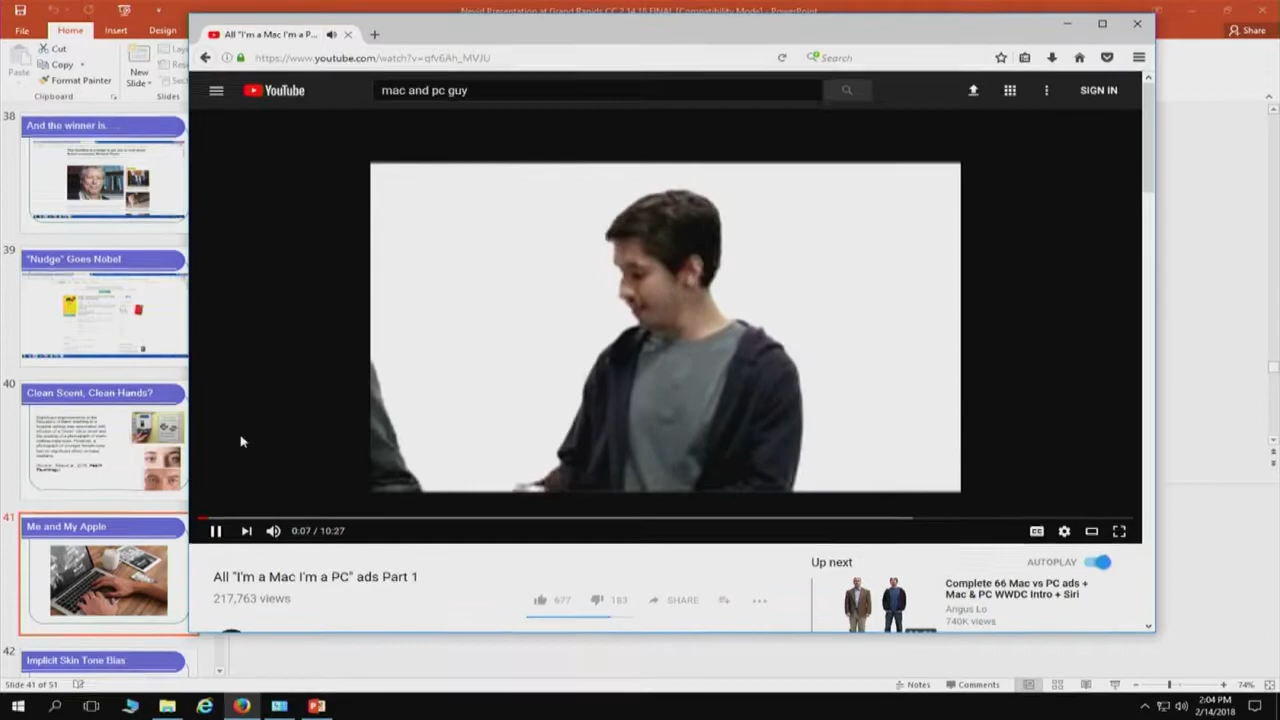 Nevid Presentation at Grand Rapids CC 2.14.18 FINAL [Compatibility Mode] - PowerPoint
File
Home
Insert
Design
Share
Paste
Cut
Copy
Format Painter
Clipboard
New
Slide
Slides
All "I'm a Mac I'm a P...
https://www.youtube.com/watch?v=qfv6Ah_MVJU
Search
YouTube
mac and pc guy
SIGN IN
38
And the winner is. ...
39
"Nudge" Goes Nobel
40
Clean Scent, Clean Hands?
41
Me and My Apple
42
Implicit Skin Tone Bias
0:07 / 10:27
CC
All "I'm a Mac I'm a PC" ads Part 1
217,763 views
677
183
SHARE
Up next
AUTOPLAY
Complete 66 Mac vs PC ads +
Mac & PC WWDC Intro + Siri
Angus Lo
740K views
Slide 41 of 51
Notes
Comments
74%
2:04 PM
2/14/2018